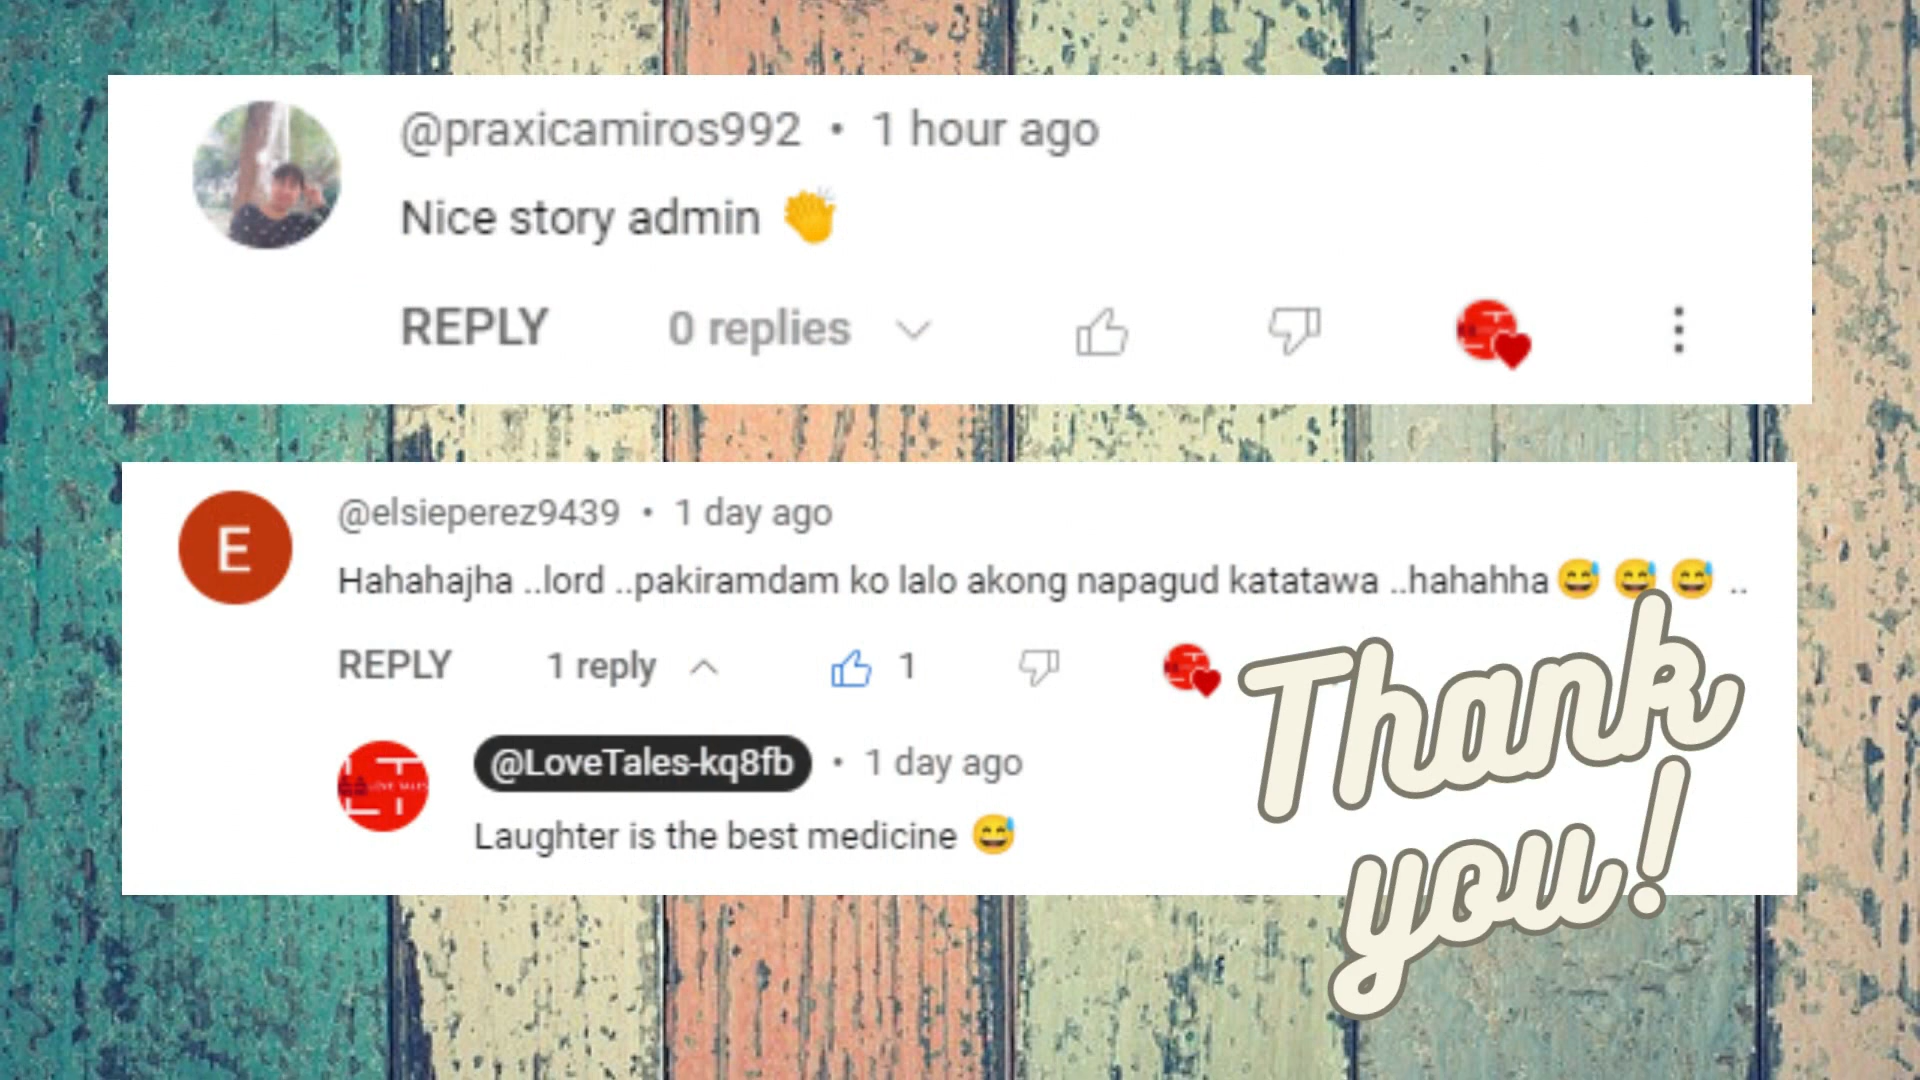 @praxicamiros992 • 1 hour ago
Nice story admin 👏
REPLY 0 replies
E
@elsieperez9439 • 1 day ago
Hahahajha ..lord ..pakiramdam ko lalo akong napagud katatawa ..hahahha😅 😅 😅 ..
REPLY 1 reply 1
@LoveTales-kq8fb • 1 day ago
Laughter is the best medicine 😅
Thank
you!